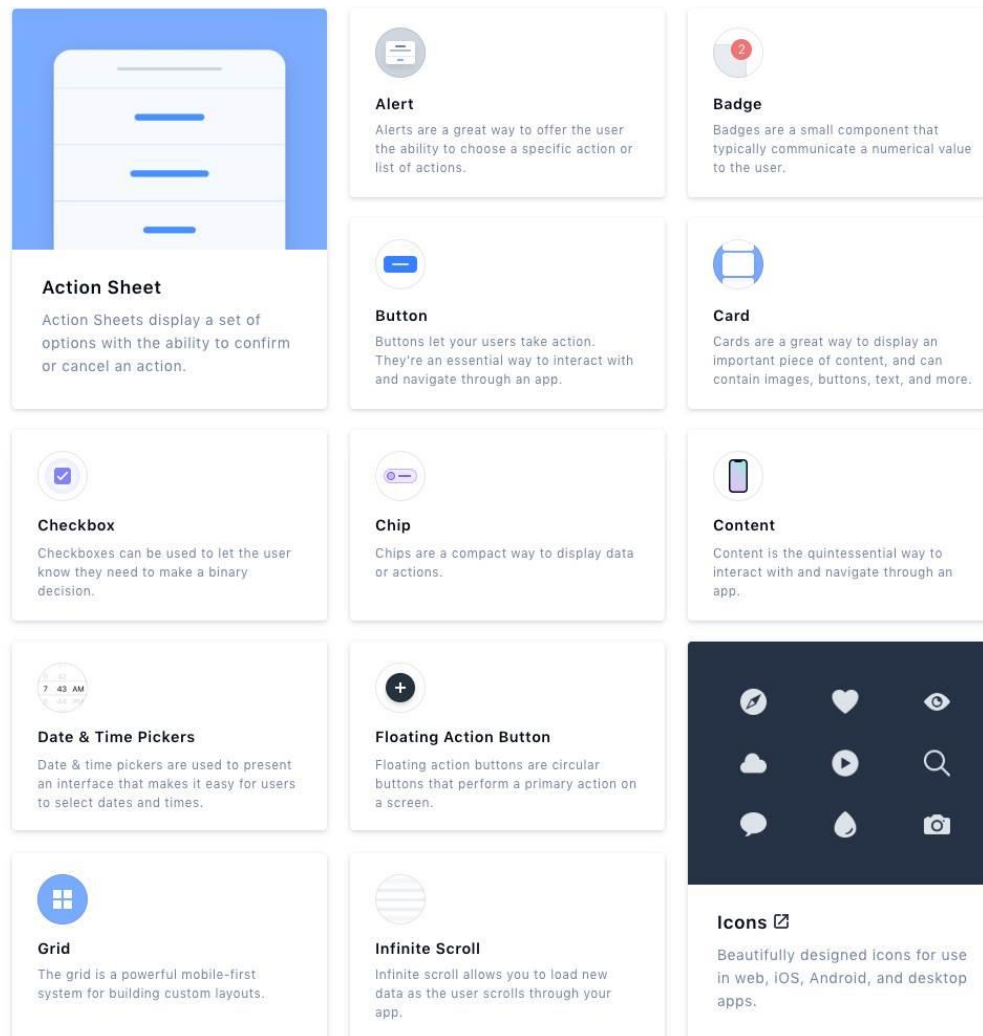 Action Sheet
Action Sheets display a set of
options with the ability to confirm
or cancel an action.
Alert
Alerts are a great way to offer the user
the ability to choose a specific action or
list of actions.
2
Badge
Badges are a small component that
typically communicate a numerical value
to the user.
Button
Buttons let your users take action.
They're an essential way to interact with
and navigate through an app.
Card
Cards are a great way to display an
important piece of content, and can
contain images, buttons, text, and more.
Checkbox
Checkboxes can be used to let the user
know they need to make a binary
decision.
Chip
Chips are a compact way to display data
or actions.
Content
Content is the quintessential way to
interact with and navigate through an
app.
7 43 AM
Date & Time Pickers
Date & time pickers are used to present
an interface that makes it easy for users
to select dates and times.
Floating Action Button
Floating action buttons are circular
buttons that perform a primary action on
a screen.
Icons
Beautifully designed icons for use
in web, iOS, Android, and desktop
apps.
Grid
The grid is a powerful mobile-first
system for building custom layouts.
Infinite Scroll
Infinite scroll allows you to load new
data as the user scrolls through your
app.